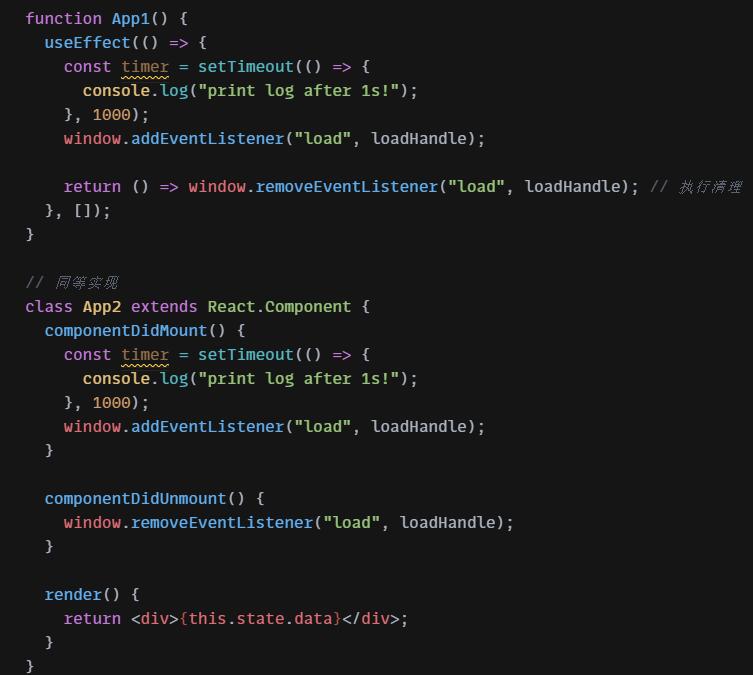 function App1() {
  useEffect(() => {
    const timer = setTimeout(() => {
      console.log("print log after 1s!");
    }, 1000);
    window.addEventListener("load", loadHandle);

    return () => window.removeEventListener("load", loadHandle); // 执行清理
  }, []);
}

// 同等实现
class App2 extends React.Component {
  componentDidMount() {
    const timer = setTimeout(() => {
      console.log("print log after 1s!");
    }, 1000);
    window.addEventListener("load", loadHandle);
  }

  componentDidUnmount() {
    window.removeEventListener("load", loadHandle);
  }

  render() {
    return <div>{this.state.data}</div>;
  }
}